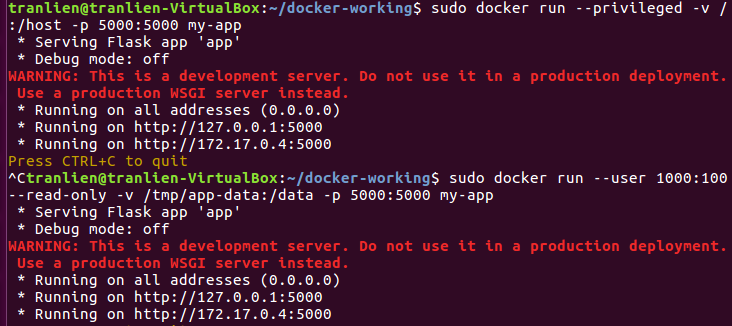 tranlien@tranlien-VirtualBox:~/docker-working$ sudo docker run --privileged -v /
:/host -p 5000:5000 my-app
 * Serving Flask app 'app'
 * Debug mode: off
WARNING: This is a development server. Do not use it in a production deployment.
 Use a production WSGI server instead.
 * Running on all addresses (0.0.0.0)
 * Running on http://127.0.0.1:5000
 * Running on http://172.17.0.4:5000
Press CTRL+C to quit
^Ctranlien@tranlien-VirtualBox:~/docker-working$ sudo docker run --user 1000:100
--read-only -v /tmp/app-data:/data -p 5000:5000 my-app
 * Serving Flask app 'app'
 * Debug mode: off
WARNING: This is a development server. Do not use it in a production deployment.
 Use a production WSGI server instead.
 * Running on all addresses (0.0.0.0)
 * Running on http://127.0.0.1:5000
 * Running on http://172.17.0.4:5000